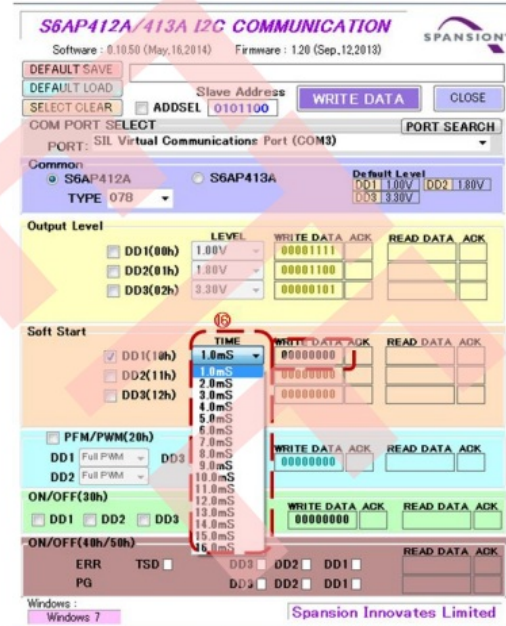 S6AP412A/413A I2C COMMUNICATION
SPANSION
Software : 0.10.50 (May,16,2014) Firmware : 1.20 (Sep,12,2013)
DEFAULT SAVE
DEFAULT LOAD
Slave Address
SELECT CLEAR ADDSEL 0101100 WRITE DATA CLOSE
COM PORT SELECT PORT SEARCH
PORT: SIL Virtual Communications Port (COM3)
Common
S6AP412A S6AP413A Default Level
DD1 1.00V DD2 1.80V
TYPE 078 DD3 3.30V
Output Level
LEVEL WRITE DATA ACK READ DATA ACK
DD1(00h) 1.00V 00001111
DD2(01h) 1.80V 00001100
DD3(02h) 3.30V 00000101
Soft Start ⑯
TIME WRITE DATA ACK READ DATA ACK
DD1(10h) 1.0mS 00000000
1.0mS
DD2(11h) 00000000
2.0mS
DD3(12h) 3.0mS 00000000
4.0mS
5.0mS
6.0mS
PFM/PWM(20h) 7.0mS
8.0mS WRITE DATA ACK READ DATA ACK
DD1 Full PWM DD3 9.0mS 00000000
DD2 Full PWM 10.0mS
11.0mS
ON/OFF(30h) 12.0mS WRITE DATA ACK READ DATA ACK
13.0mS
DD1 DD2 DD3 14.0mS 00000000
15.0mS
ON/OFF(40h/50h) 16.0mS READ DATA ACK
ERR TSD DD3 DD2 DD1
PG DD3 DD2 DD1
Windows :
Windows 7 Spansion Innovates Limited